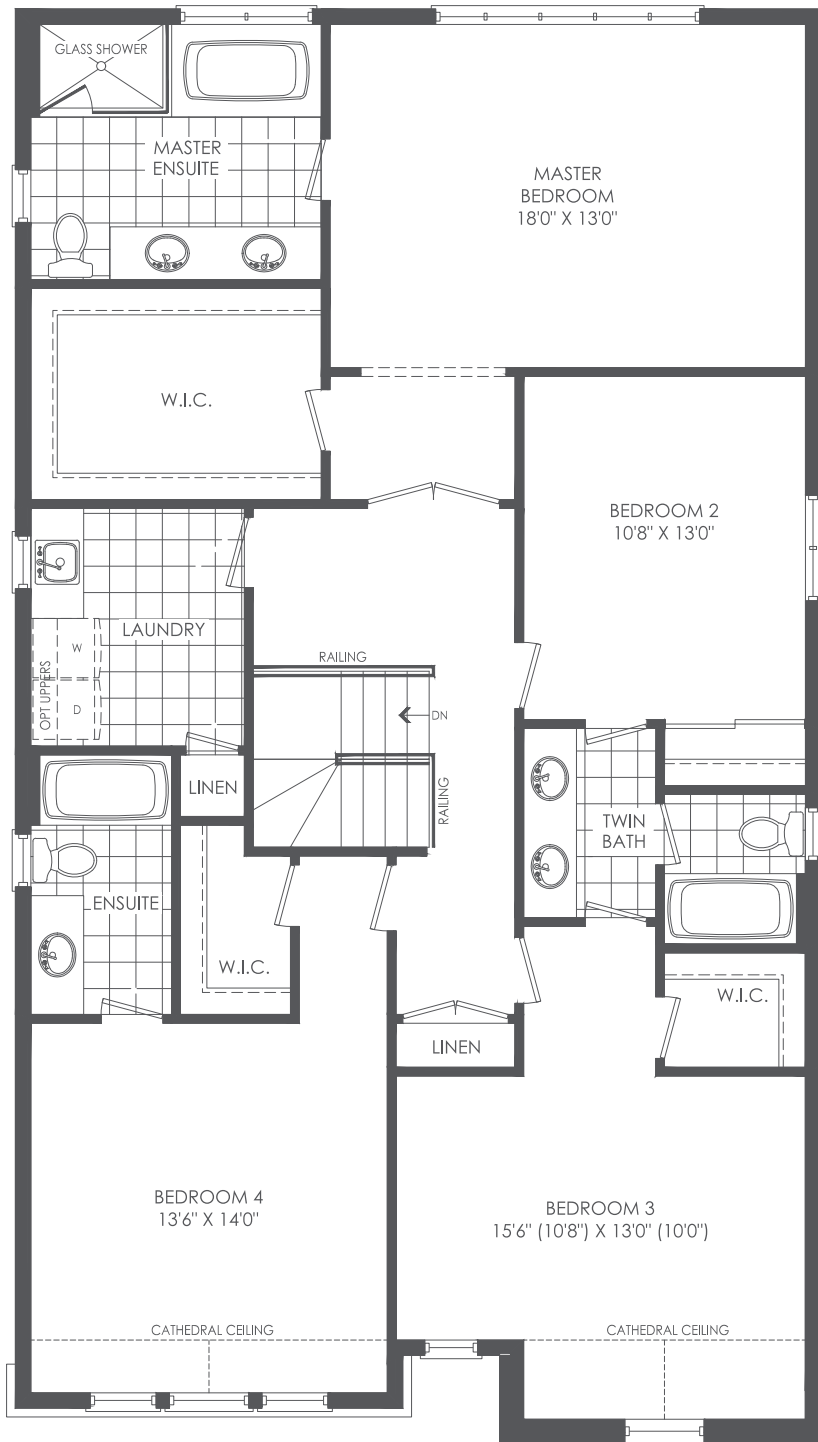 GLASS SHOWER
MASTER
ENSUITE
MASTER
BEDROOM
18'0" X 13'0"
W.I.C.
BEDROOM 2
10'8" X 13'0"
LAUNDRY
W
D
OPT UPPERS
RAILING
DN
RAILING
LINEN
TWIN
BATH
ENSUITE
W.I.C.
W.I.C.
LINEN
BEDROOM 4
13'6" X 14'0"
BEDROOM 3
15'6" (10'8") X 13'0" (10'0")
CATHEDRAL CEILING
CATHEDRAL CEILING